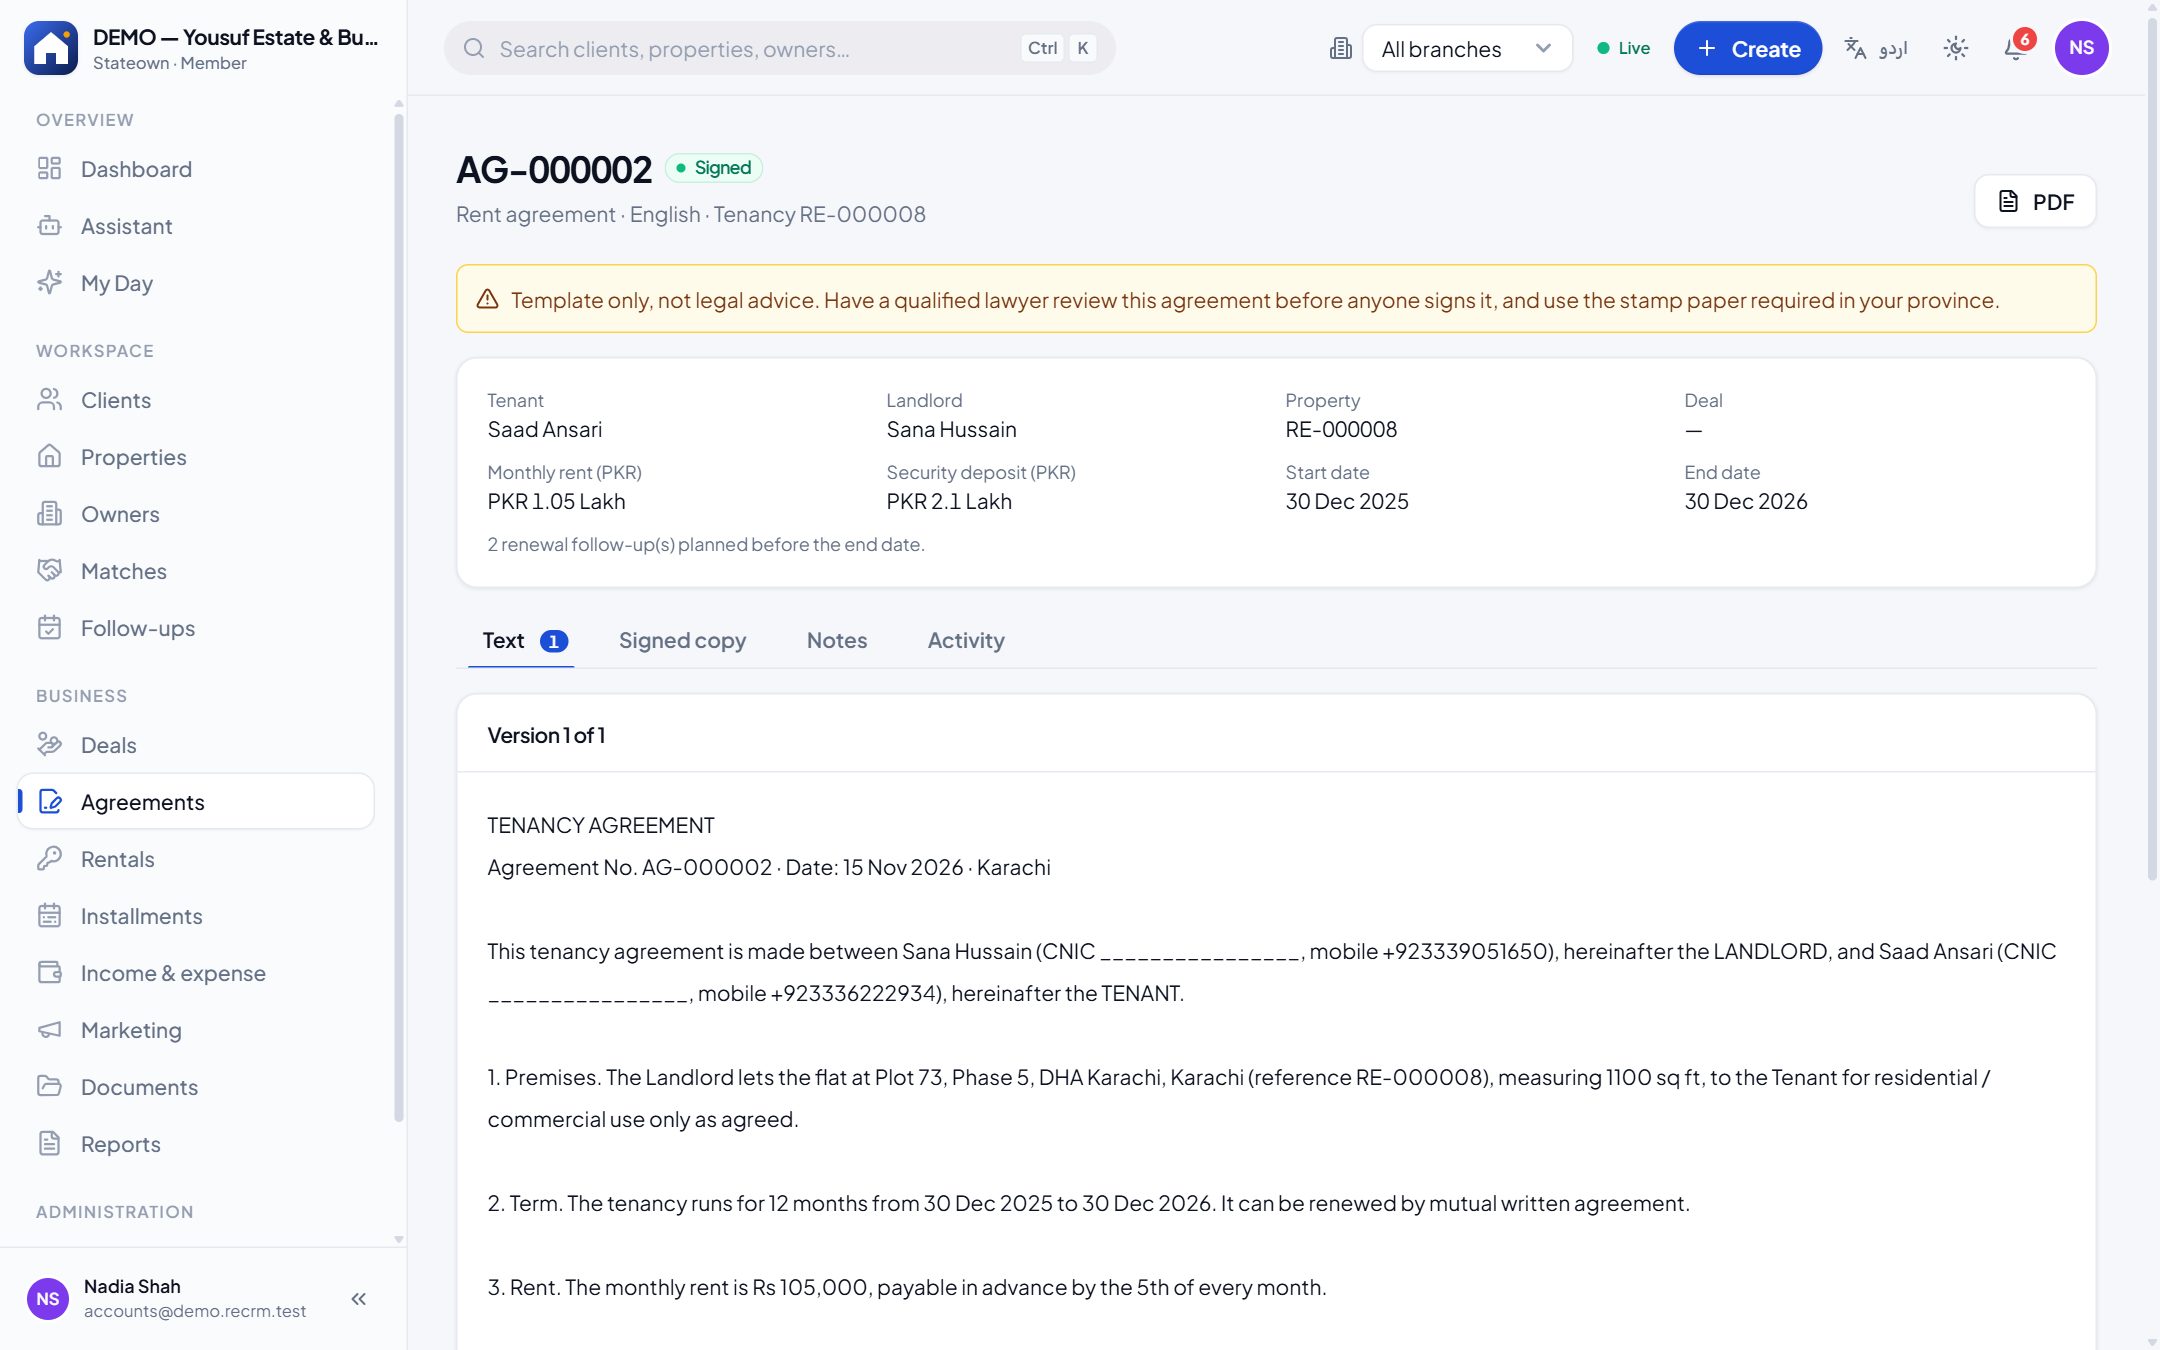 DEMO — Yousuf Estate & Bu...
Stateown · Member
OVERVIEW
Dashboard
Assistant
My Day
WORKSPACE
Clients
Properties
Owners
Matches
Follow-ups
BUSINESS
Deals
Agreements
Rentals
Installments
Income & expense
Marketing
Documents
Reports
ADMINISTRATION
NS
Nadia Shah
accounts@demo.recrm.test
Search clients, properties, owners...
Ctrl K
All branches
Live
Create
اردو
6
NS
AG-000002
Signed
Rent agreement · English · Tenancy RE-000008
PDF
Template only, not legal advice. Have a qualified lawyer review this agreement before anyone signs it, and use the stamp paper required in your province.
Tenant
Saad Ansari
Landlord
Sana Hussain
Property
RE-000008
Deal
—
Monthly rent (PKR)
PKR 1.05 Lakh
Security deposit (PKR)
PKR 2.1 Lakh
Start date
30 Dec 2025
End date
30 Dec 2026
2 renewal follow-up(s) planned before the end date.
Text 1
Signed copy
Notes
Activity
Version 1 of 1
TENANCY AGREEMENT
Agreement No. AG-000002 · Date: 15 Nov 2026 · Karachi
This tenancy agreement is made between Sana Hussain (CNIC ________________, mobile +923339051650), hereinafter the LANDLORD, and Saad Ansari (CNIC
________________, mobile +923336222934), hereinafter the TENANT.
1. Premises. The Landlord lets the flat at Plot 73, Phase 5, DHA Karachi, Karachi (reference RE-000008), measuring 1100 sq ft, to the Tenant for residential /
commercial use only as agreed.
2. Term. The tenancy runs for 12 months from 30 Dec 2025 to 30 Dec 2026. It can be renewed by mutual written agreement.
3. Rent. The monthly rent is Rs 105,000, payable in advance by the 5th of every month.